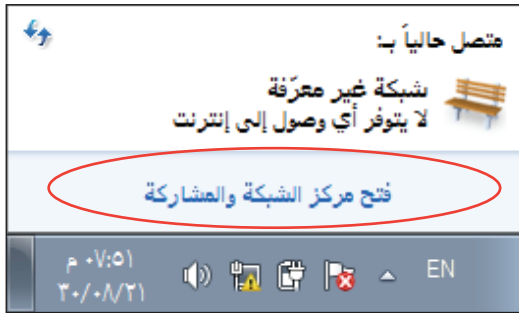 متصل حالياً بـ:
شبكة غير معرّفة
لا يتوفر أي وصول إلى إنترنت
فتح مركز الشبكة والمشاركة
EN
٠٧:٥١ م
٣٠/٠٨/٢١